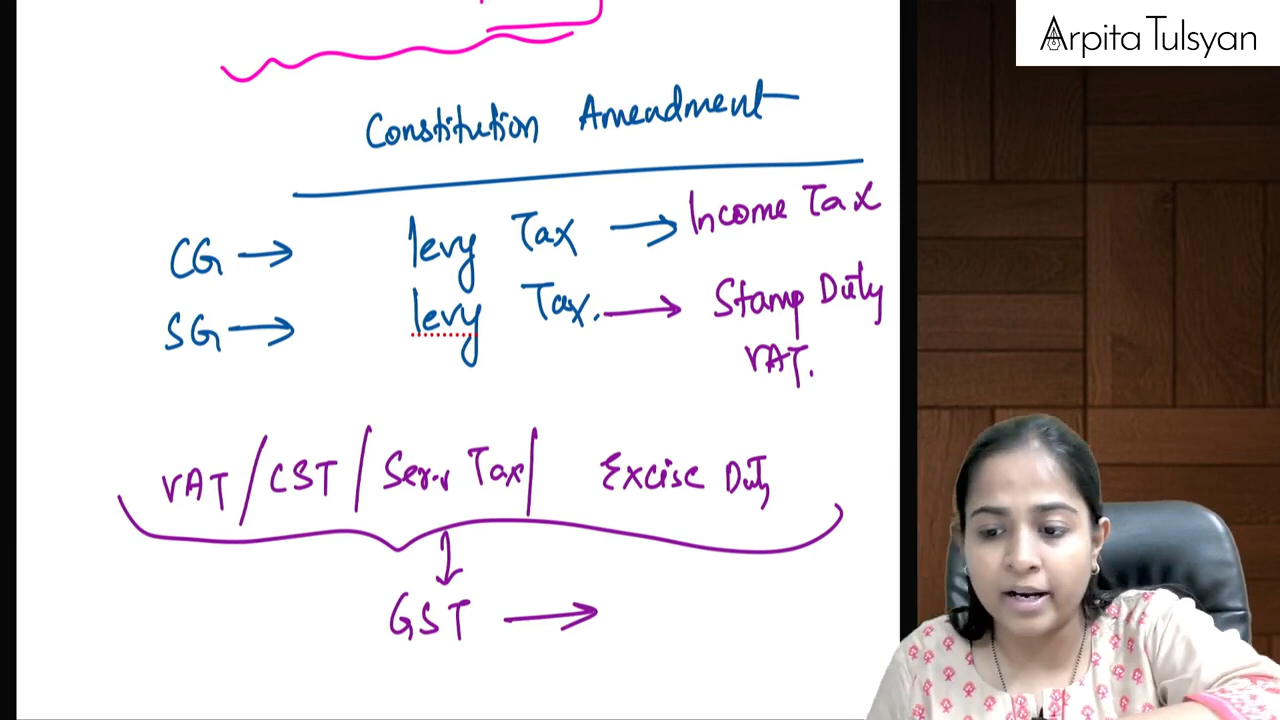 Arpita Tulsyan
Constitution Amendment
CG → levy Tax → Income Tax
SG → levy Tax. → Stamp Duty
VAT.
VAT / CST / Serv Tax / Excise Duty
GST →